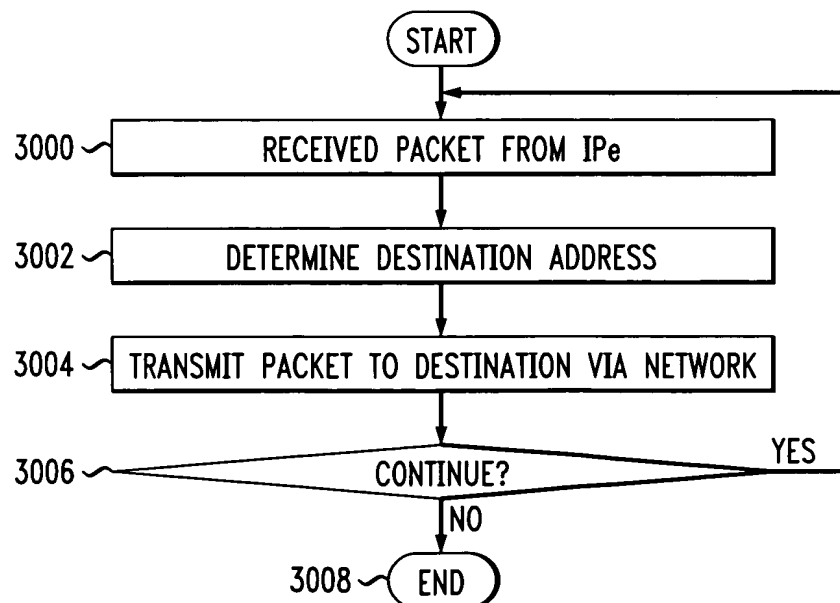 START
3000 RECEIVED PACKET FROM IPe
3002 DETERMINE DESTINATION ADDRESS
3004 TRANSMIT PACKET TO DESTINATION VIA NETWORK
3006 CONTINUE? YES
NO
3008 END